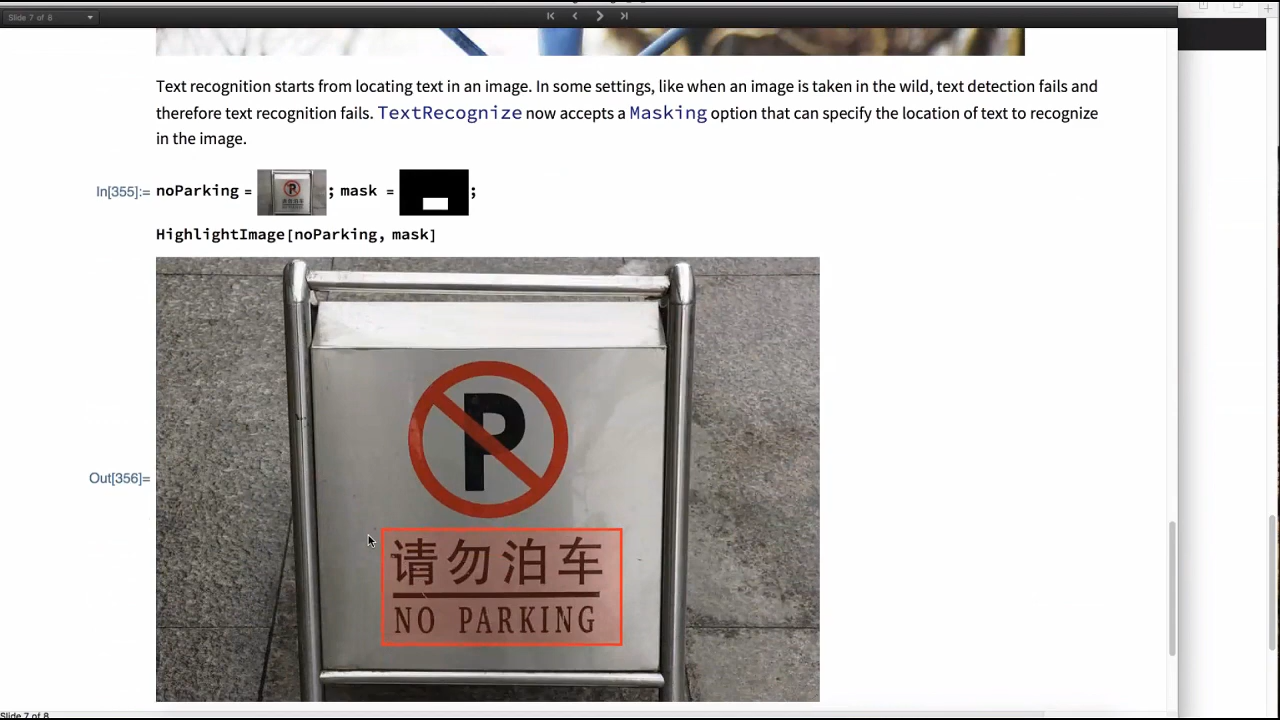 Slide 7 of 8
Text recognition starts from locating text in an image. In some settings, like when an image is taken in the wild, text detection fails and
therefore text recognition fails. TextRecognize now accepts a Masking option that can specify the location of text to recognize
in the image.
In[355]:= noParking = ; mask = ;
HighlightImage[noParking, mask]
Out[356]=
P
请勿泊车
NO PARKING
Slide 7 of 8